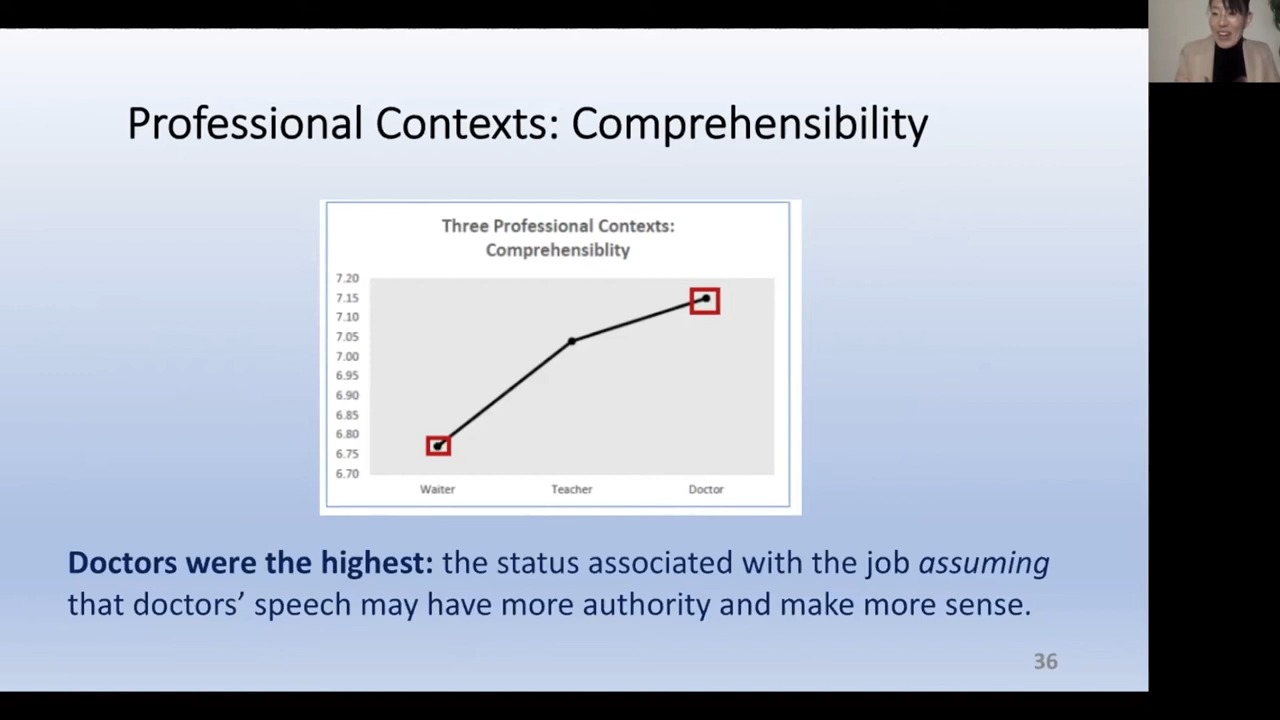 Professional Contexts: Comprehensibility
Three Professional Contexts:
Comprehensiblity
7.20
7.15
7.10
7.05
7.00
6.95
6.90
6.85
6.80
6.75
6.70
Waiter Teacher Doctor
Doctors were the highest: the status associated with the job assuming
that doctors’ speech may have more authority and make more sense.
36